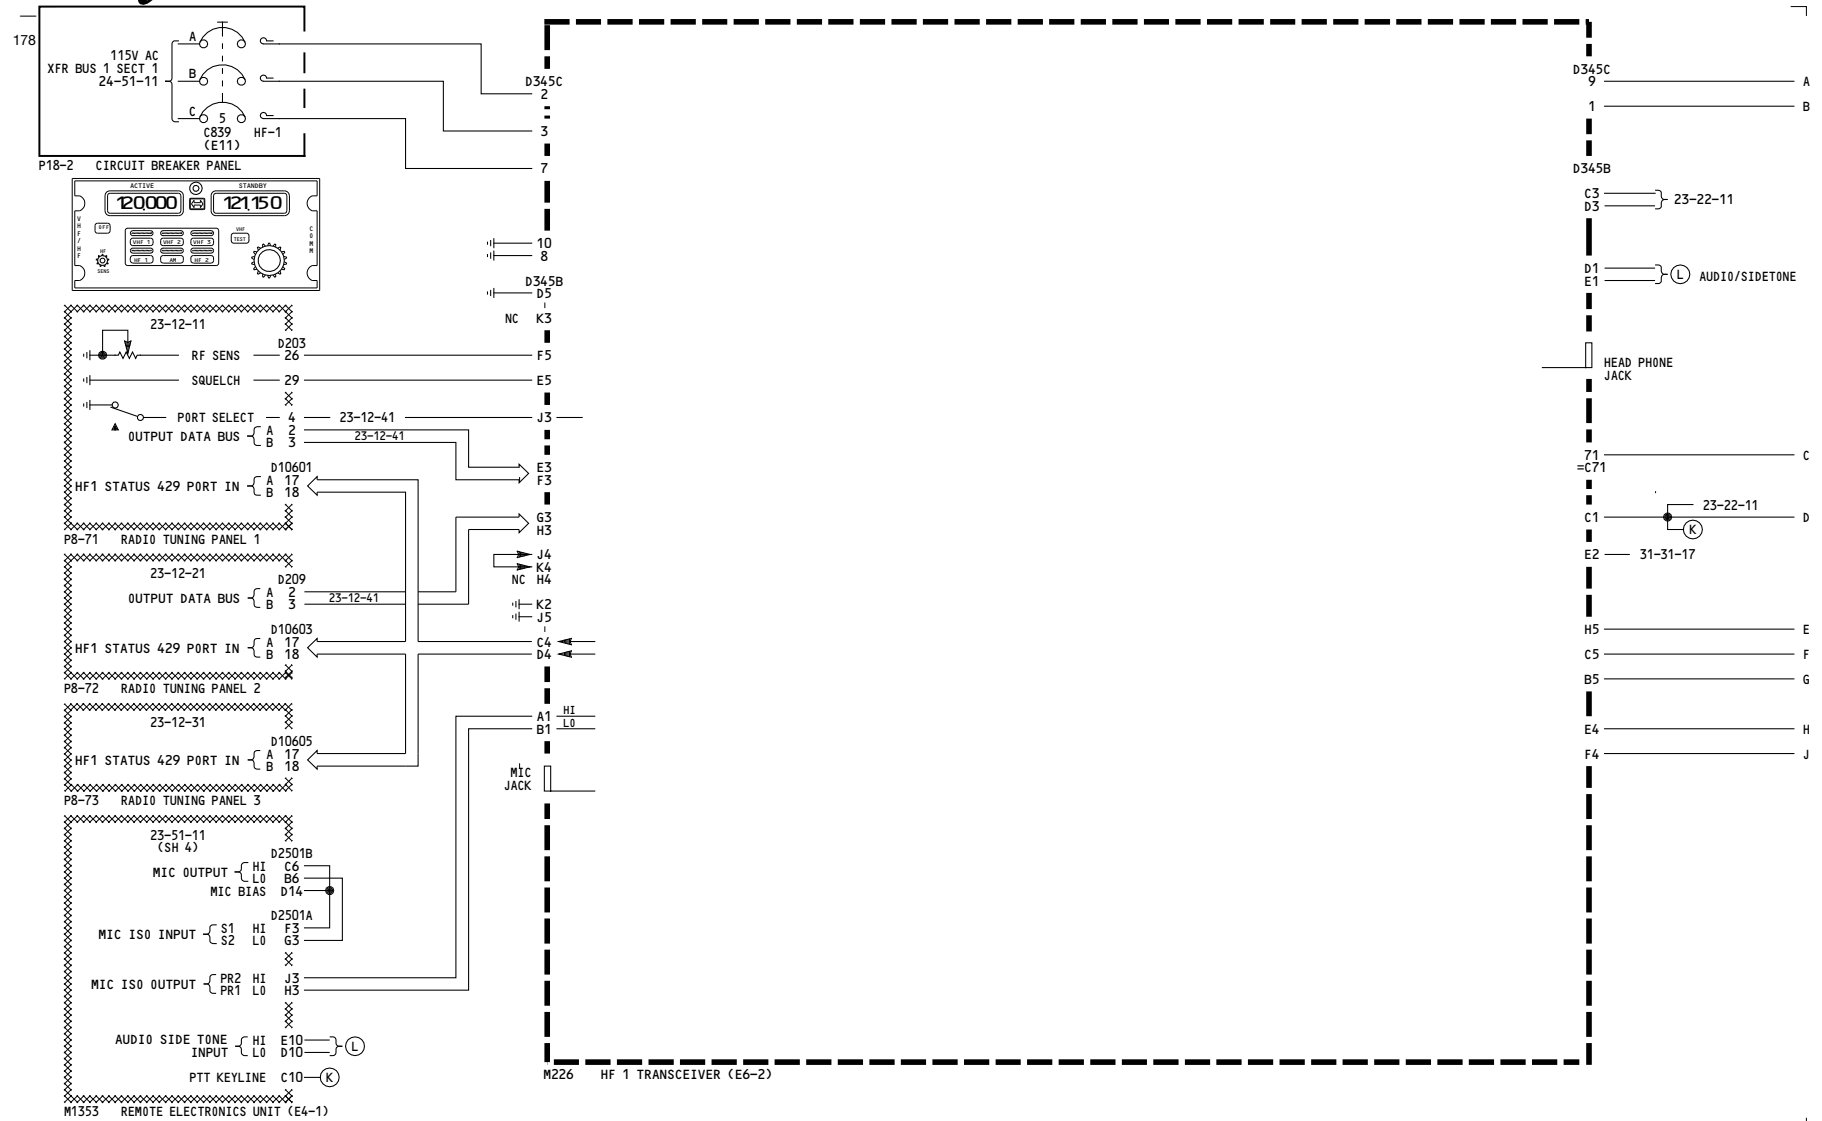 178
115V AC
XFR BUS 1 SECT 1
24-51-11
A
B
C 5
C839 HF-1
(E11)
P18-2 CIRCUIT BREAKER PANEL
ACTIVE STANDBY
120.000 121.150
VHF/HF
COMM
OFF
VHF
TEST
VHF 1 VHF 2 VHF 3
HF 1 AM HF 2
HF
SENS
23-12-11
D203
RF SENS 26
SQUELCH 29
PORT SELECT 4 23-12-41
OUTPUT DATA BUS A 2
B 3 23-12-41
D10601
HF1 STATUS 429 PORT IN A 17
B 18
P8-71 RADIO TUNING PANEL 1
23-12-21
D209
OUTPUT DATA BUS A 2
B 3 23-12-41
D10603
HF1 STATUS 429 PORT IN A 17
B 18
P8-72 RADIO TUNING PANEL 2
23-12-31
D10605
HF1 STATUS 429 PORT IN A 17
B 18
P8-73 RADIO TUNING PANEL 3
23-51-11
(SH 4)
D2501B
MIC OUTPUT HI C6
LO B6
MIC BIAS D14
D2501A
MIC ISO INPUT S1 HI F3
S2 LO G3
MIC ISO OUTPUT PR2 HI J3
PR1 LO H3
AUDIO SIDE TONE HI E10
INPUT LO D10
L
PTT KEYLINE C10 K
M1353 REMOTE ELECTRONICS UNIT (E4-1)
D345C
2
3
7
10
8
D345B
D5
NC K3
F5
E5
J3
E3
F3
G3
H3
J4
K4
NC H4
K2
J5
C4
D4
A1 HI
B1 LO
MIC
JACK
M226 HF 1 TRANSCEIVER (E6-2)
D345C
9 A
1 B
D345B
C3
D3
23-22-11
D1
E1
L AUDIO/SIDETONE
HEAD PHONE
JACK
71 C
=C71
23-22-11
C1 D
K
E2 31-31-17
H5 E
C5 F
B5 G
E4 H
F4 J